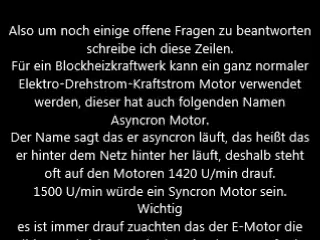 Also um noch einige offene Fragen zu beantworten
schreibe ich diese Zeilen.
Für ein Blockheizkraftwerk kann ein ganz normaler
Elektro-Drehstrom-Kraftstrom Motor verwendet
werden, dieser hat auch folgenden Namen
Asyncron Motor.
Der Name sagt das er asyncron läuft, das heißt das
er hinter dem Netz hinter her läuft, deshalb steht
oft auf den Motoren 1420 U/min drauf.
1500 U/min würde ein Syncron Motor sein.
Wichtig
es ist immer drauf zuachten das der E-Motor die